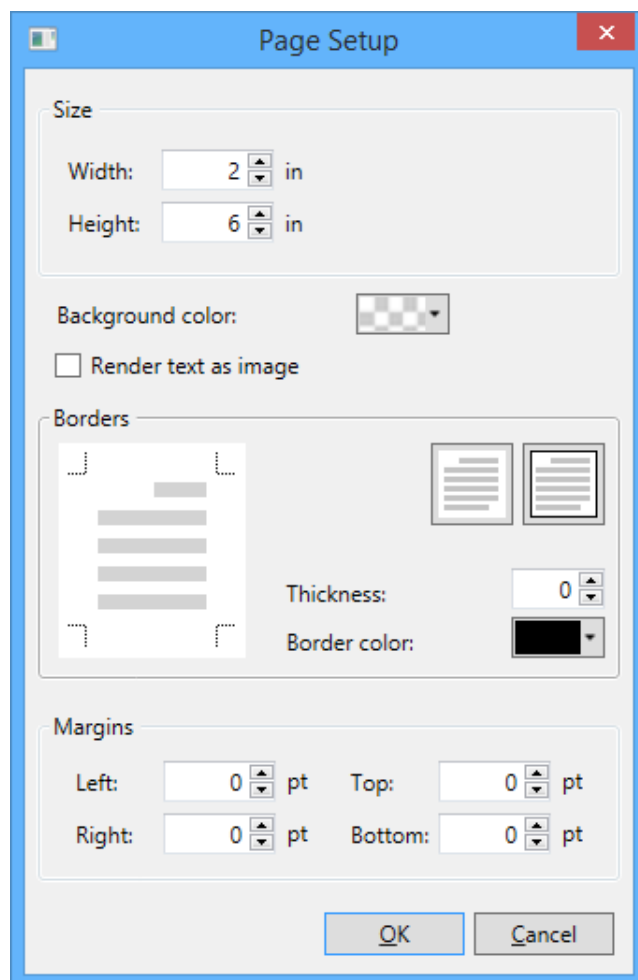 Page Setup
Size
Width: 2 in
Height: 6 in
Background color:
Render text as image
Borders
Thickness: 0
Border color:
Margins
Left: 0 pt Top: 0 pt
Right: 0 pt Bottom: 0 pt
OK Cancel